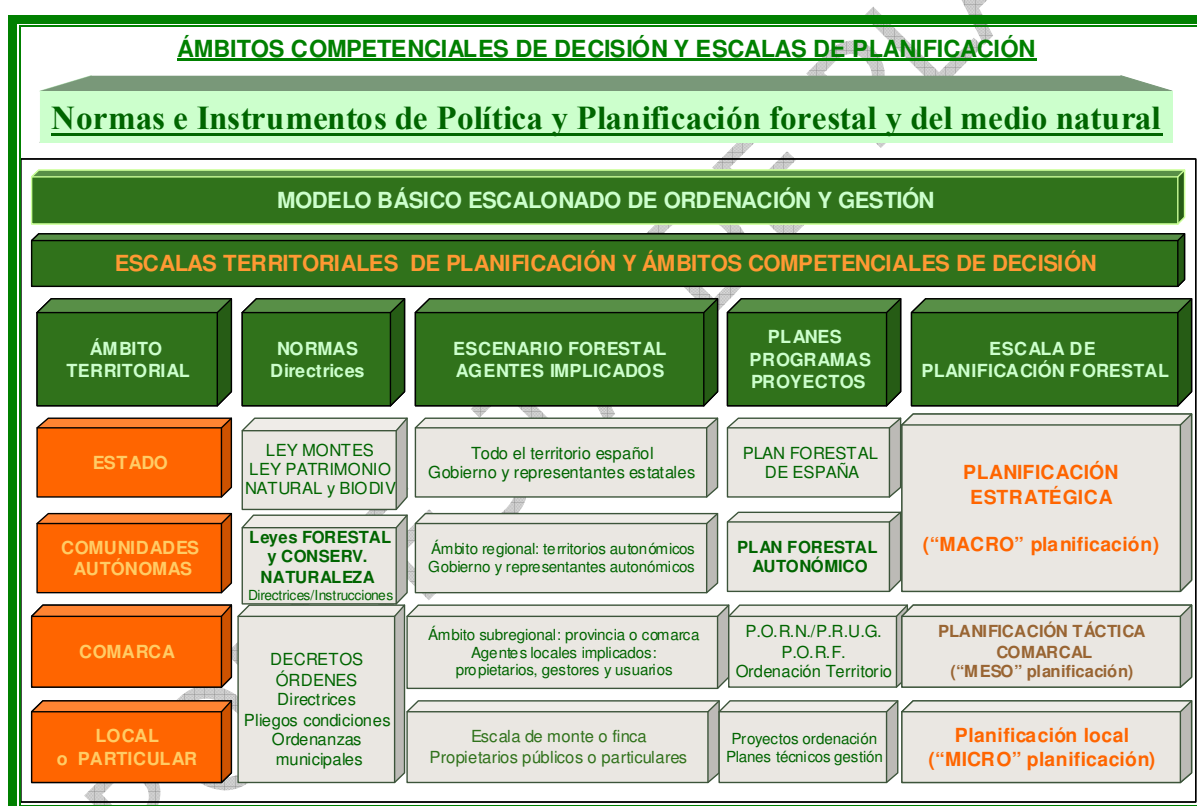 ÁMBITOS COMPETENCIALES DE DECISIÓN Y ESCALAS DE PLANIFICACIÓN
Normas e Instrumentos de Política y Planificación forestal y del medio natural
MODELO BÁSICO ESCALONADO DE ORDENACIÓN Y GESTIÓN
ESCALAS TERRITORIALES DE PLANIFICACIÓN Y ÁMBITOS COMPETENCIALES DE DECISIÓN
ÁMBITO
TERRITORIAL
NORMAS
Directrices
ESCENARIO FORESTAL
AGENTES IMPLICADOS
PLANES
PROGRAMAS
PROYECTOS
ESCALA DE
PLANIFICACIÓN FORESTAL
ESTADO
LEY MONTES
LEY PATRIMONIO
NATURAL y BIODIV
Todo el territorio español
Gobierno y representantes estatales
PLAN FORESTAL
DE ESPAÑA
PLANIFICACIÓN
ESTRATÉGICA
("MACRO" planificación)
COMUNIDADES
AUTÓNOMAS
Leyes FORESTAL
y CONSERV.
NATURALEZA
Directrices/Instrucciones
Ámbito regional: territorios autonómicos
Gobierno y representantes autonómicos
PLAN FORESTAL
AUTONÓMICO
COMARCA
DECRETOS
ÓRDENES
Directrices
Pliegos condiciones
Ordenanzas
municipales
Ámbito subregional: provincia o comarca
Agentes locales implicados:
propietarios, gestores y usuarios
P.O.R.N./P.R.U.G.
P.O.R.F.
Ordenación Territorio
PLANIFICACIÓN TÁCTICA
COMARCAL
("MESO" planificación)
LOCAL
o PARTICULAR
Escala de monte o finca
Propietarios públicos o particulares
Proyectos ordenación
Planes técnicos gestión
Planificación local
("MICRO" planificación)